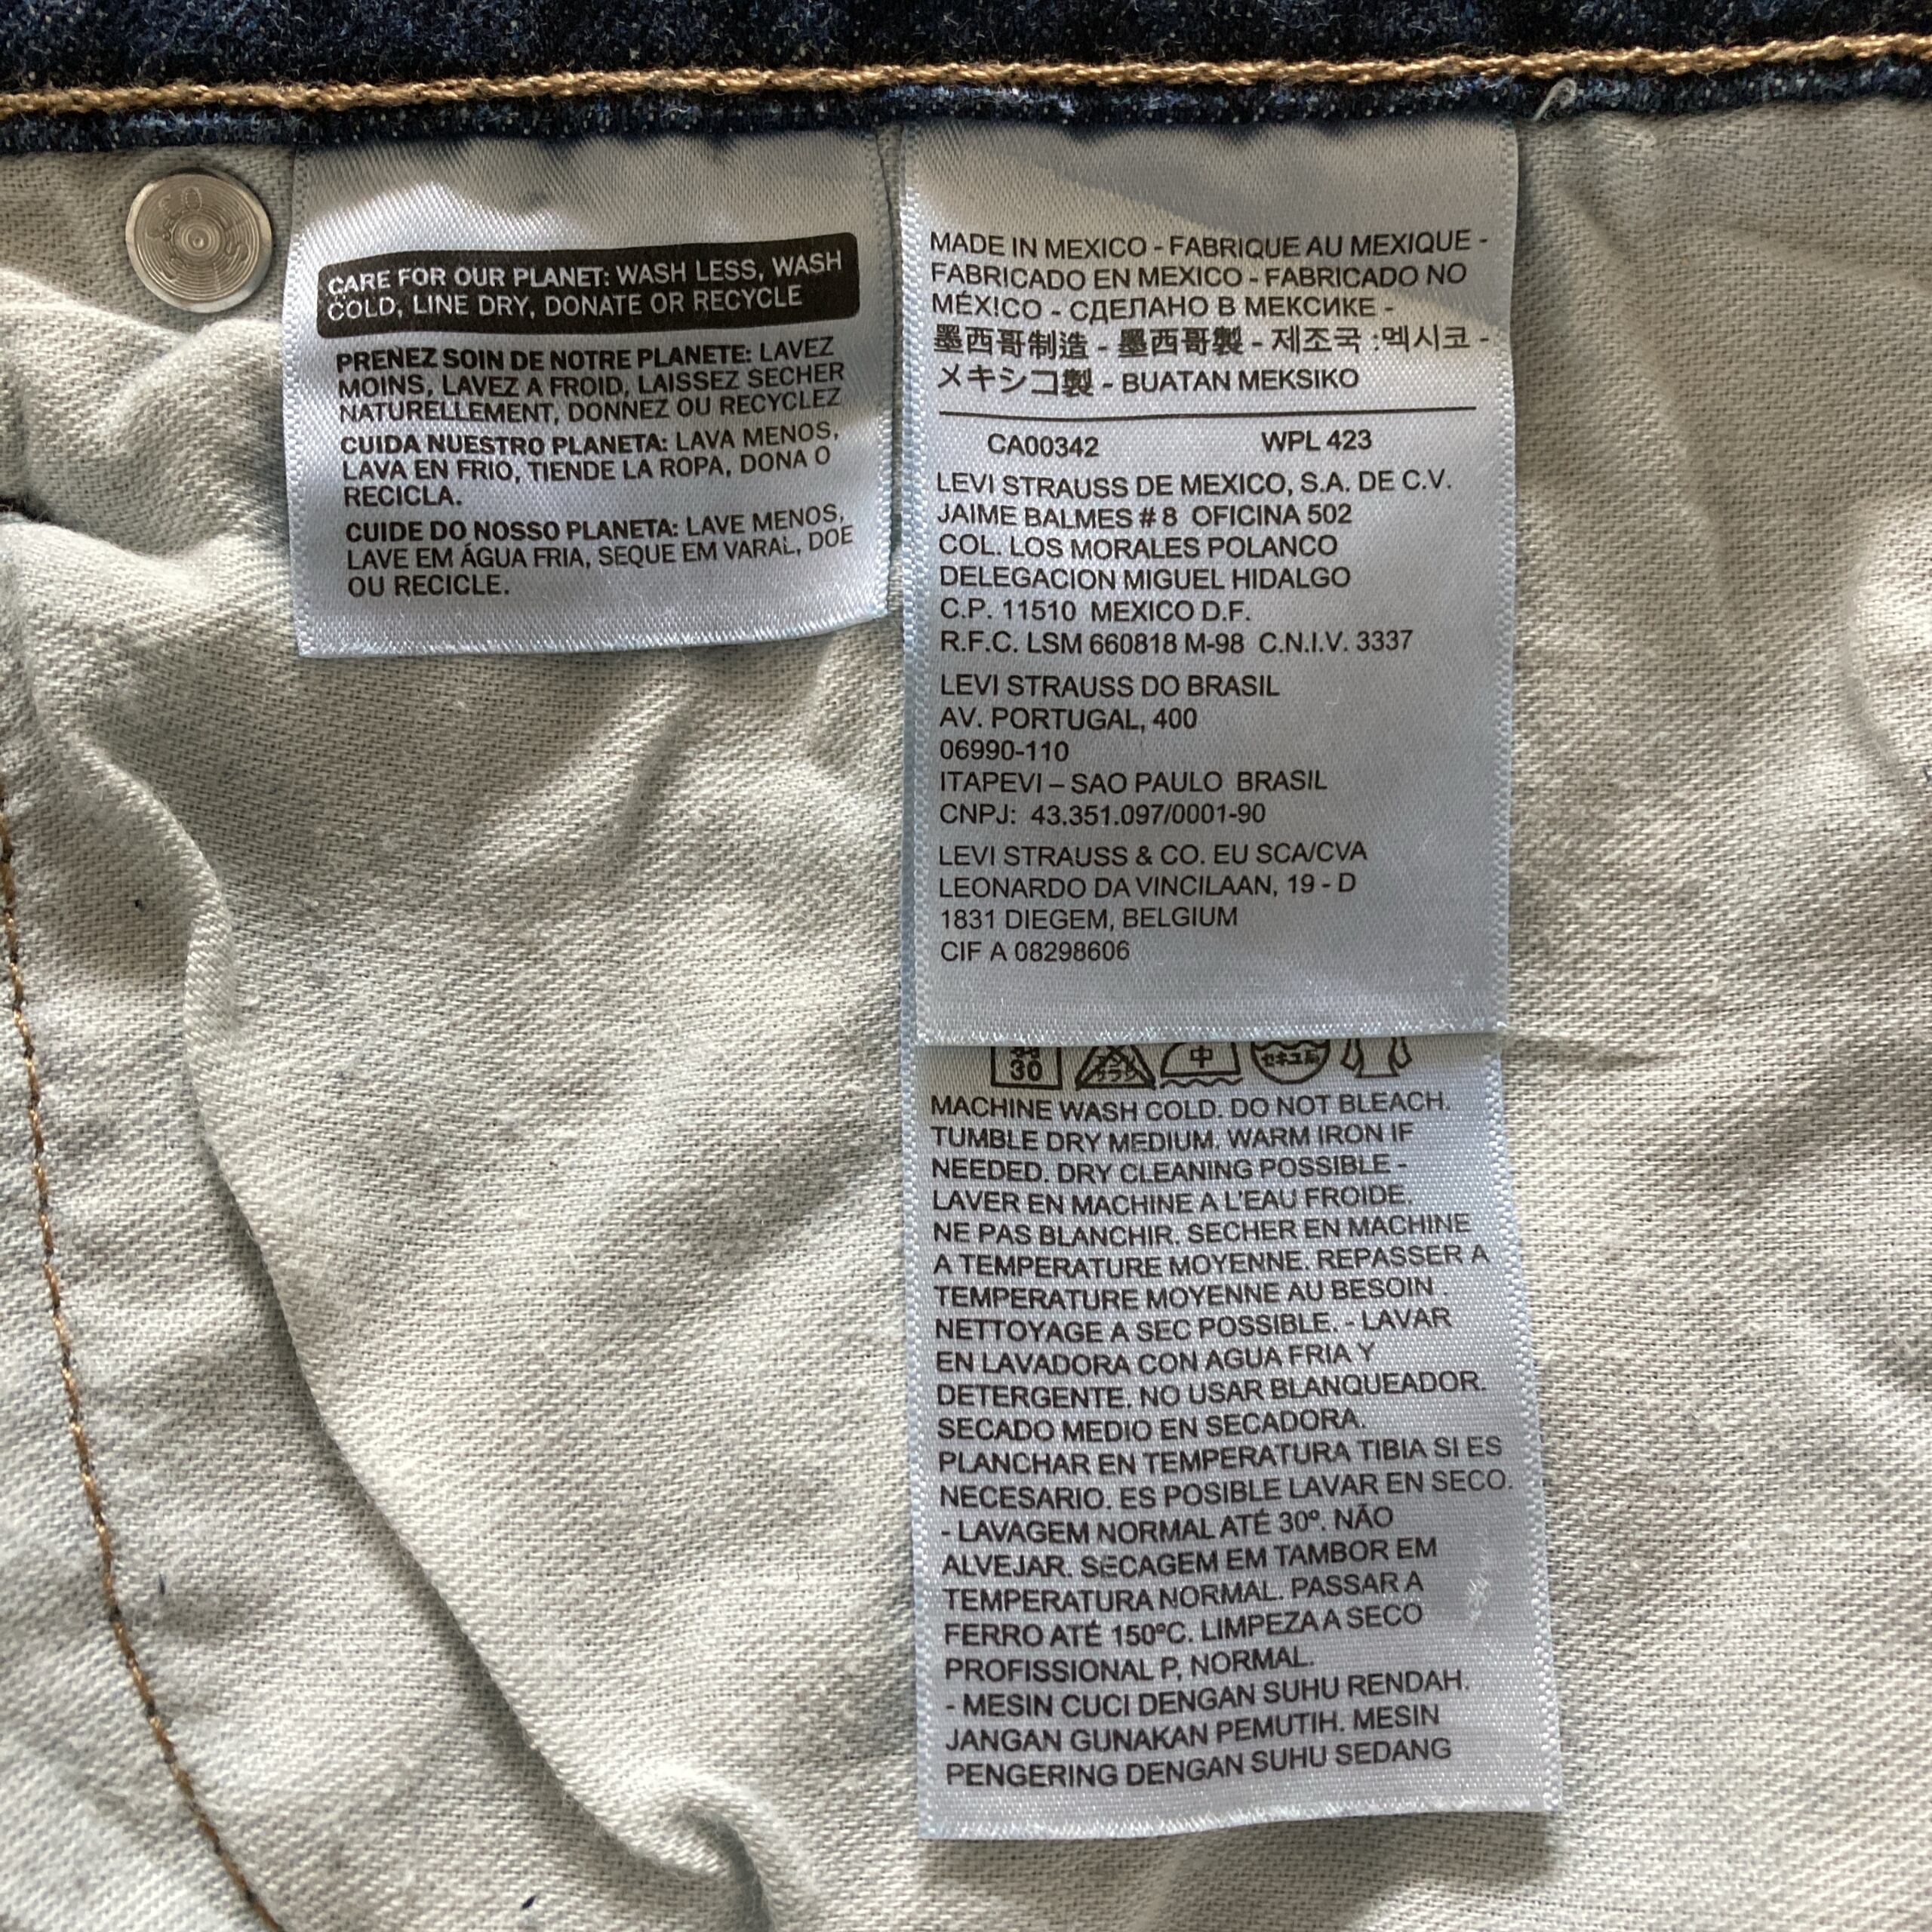 CARE FOR OUR PLANET: WASH LESS, WASH
COLD, LINE DRY, DONATE OR RECYCLE
PRENEZ SOIN DE NOTRE PLANETE: LAVEZ
MOINS, LAVEZ A FROID, LAISSEZ SECHER
NATURELLEMENT, DONNEZ OU RECYCLEZ
CUIDA NUESTRO PLANETA: LAVA MENOS,
LAVA EN FRIO, TIENDE LA ROPA, DONA O
RECICLA.
CUIDE DO NOSSO PLANETA: LAVE MENOS,
LAVE EM ÁGUA FRIA, SEQUE EM VARAL, DOE
OU RECICLE.
MADE IN MEXICO - FABRIQUE AU MEXIQUE -
FABRICADO EN MEXICO - FABRICADO NO
MÉXICO - СДЕЛАНО В МЕКСИКЕ -
墨西哥制造 - 墨西哥製 - 제조국 :멕시코 -
メキシコ製 - BUATAN MEKSIKO
CA00342 WPL 423
LEVI STRAUSS DE MEXICO, S.A. DE C.V.
JAIME BALMES # 8 OFICINA 502
COL. LOS MORALES POLANCO
DELEGACION MIGUEL HIDALGO
C.P. 11510 MEXICO D.F.
R.F.C. LSM 660818 M-98 C.N.I.V. 3337
LEVI STRAUSS DO BRASIL
AV. PORTUGAL, 400
06990-110
ITAPEVI – SAO PAULO BRASIL
CNPJ: 43.351.097/0001-90
LEVI STRAUSS & CO. EU SCA/CVA
LEONARDO DA VINCILAAN, 19 - D
1831 DIEGEM, BELGIUM
CIF A 08298606
30 中
MACHINE WASH COLD. DO NOT BLEACH.
TUMBLE DRY MEDIUM. WARM IRON IF
NEEDED. DRY CLEANING POSSIBLE -
LAVER EN MACHINE A L'EAU FROIDE.
NE PAS BLANCHIR. SECHER EN MACHINE
A TEMPERATURE MOYENNE. REPASSER A
TEMPERATURE MOYENNE AU BESOIN .
NETTOYAGE A SEC POSSIBLE. - LAVAR
EN LAVADORA CON AGUA FRIA Y
DETERGENTE. NO USAR BLANQUEADOR.
SECADO MEDIO EN SECADORA.
PLANCHAR EN TEMPERATURA TIBIA SI ES
NECESARIO. ES POSIBLE LAVAR EN SECO.
- LAVAGEM NORMAL ATÉ 30º. NÃO
ALVEJAR. SECAGEM EM TAMBOR EM
TEMPERATURA NORMAL. PASSAR A
FERRO ATÉ 150ºC. LIMPEZA A SECO
PROFISSIONAL P, NORMAL.
- MESIN CUCI DENGAN SUHU RENDAH.
JANGAN GUNAKAN PEMUTIH. MESIN
PENGERING DENGAN SUHU SEDANG